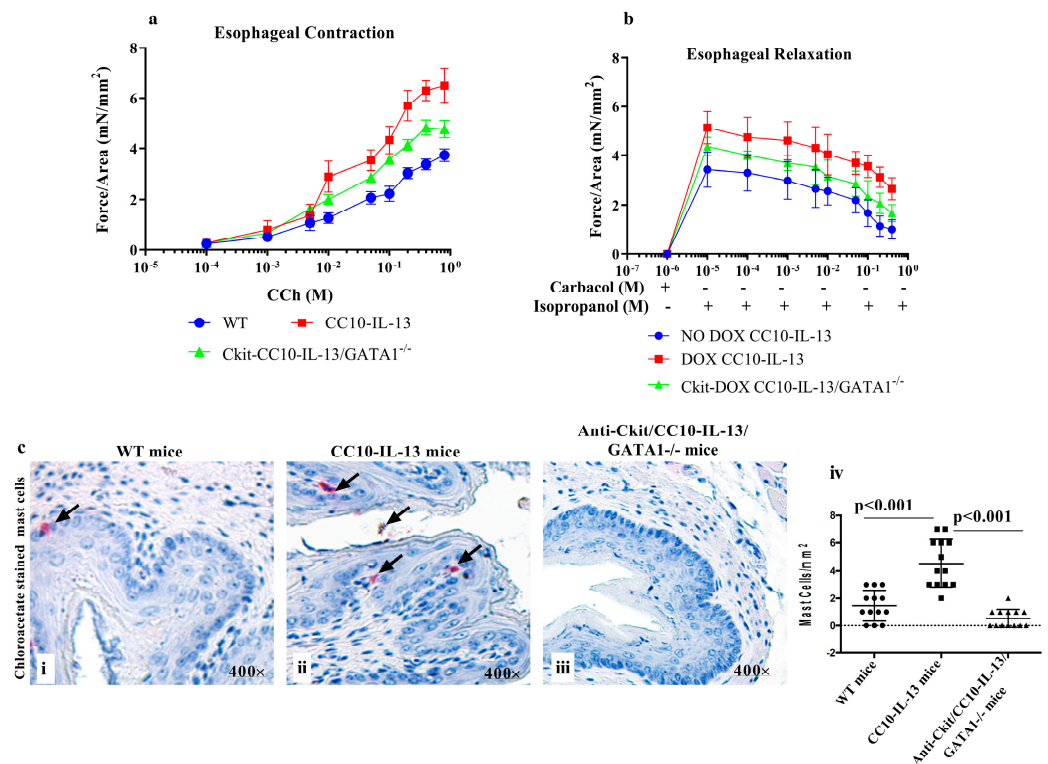 a
Esophageal Contraction
Force/Area (mN/mm²)
8
6
4
2
0
10⁻⁵ 10⁻⁴ 10⁻³ 10⁻² 10⁻¹ 10⁰
CCh (M)
WT CC10-IL-13
Ckit-CC10-IL-13/GATA1⁻/⁻
b
Esophageal Relaxation
Force/Area (mN/mm²)
8
6
4
2
0
10⁻⁷ 10⁻⁶ 10⁻⁵ 10⁻⁴ 10⁻³ 10⁻² 10⁻¹ 10⁰
Carbacol (M) + - - - - - -
Isopropanol (M) - + + + + + +
NO DOX CC10-IL-13
DOX CC10-IL-13
Ckit-DOX CC10-IL-13/GATA1⁻/⁻
c
WT mice
CC10-IL-13 mice
Anti-Ckit/CC10-IL-13/
GATA1-/- mice
Chloroacetate stained mast cells
i
400×
ii
400×
iii
400×
iv
p<0.001
p<0.001
Mast Cells/mm²
8
6
4
2
0
-2
WT mice
CC10-IL-13 mice
Anti-Ckit/CC10-IL-13/
GATA1-/- mice